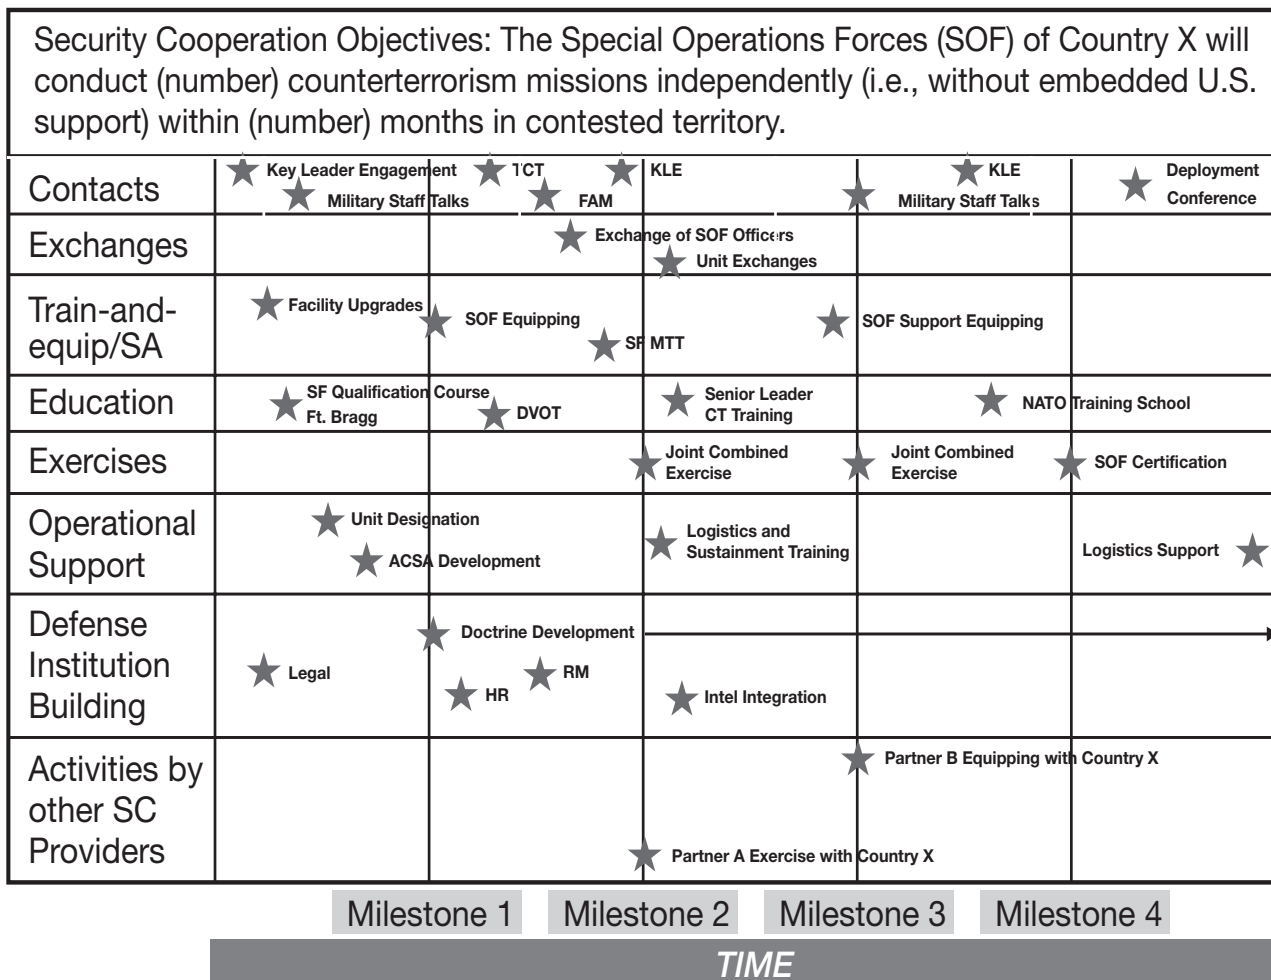 Security Cooperation Objectives: The Special Operations Forces (SOF) of Country X will
conduct (number) counterterrorism missions independently (i.e., without embedded U.S.
support) within (number) months in contested territory.
Contacts
Key Leader Engagement
Military Staff Talks
TCT
FAM
KLE
Military Staff Talks
KLE
Deployment
Conference
Exchanges
Exchange of SOF Officers
Unit Exchanges
Train-and-
equip/SA
Facility Upgrades
SOF Equipping
SF MTT
SOF Support Equipping
Education
SF Qualification Course
Ft. Bragg
DVOT
Senior Leader
CT Training
NATO Training School
Exercises
Joint Combined
Exercise
Joint Combined
Exercise
SOF Certification
Operational
Support
Unit Designation
ACSA Development
Logistics and
Sustainment Training
Logistics Support
Defense
Institution
Building
Legal
Doctrine Development
HR
RM
Intel Integration
Activities by
other SC
Providers
Partner B Equipping with Country X
Partner A Exercise with Country X
Milestone 1
Milestone 2
Milestone 3
Milestone 4
TIME